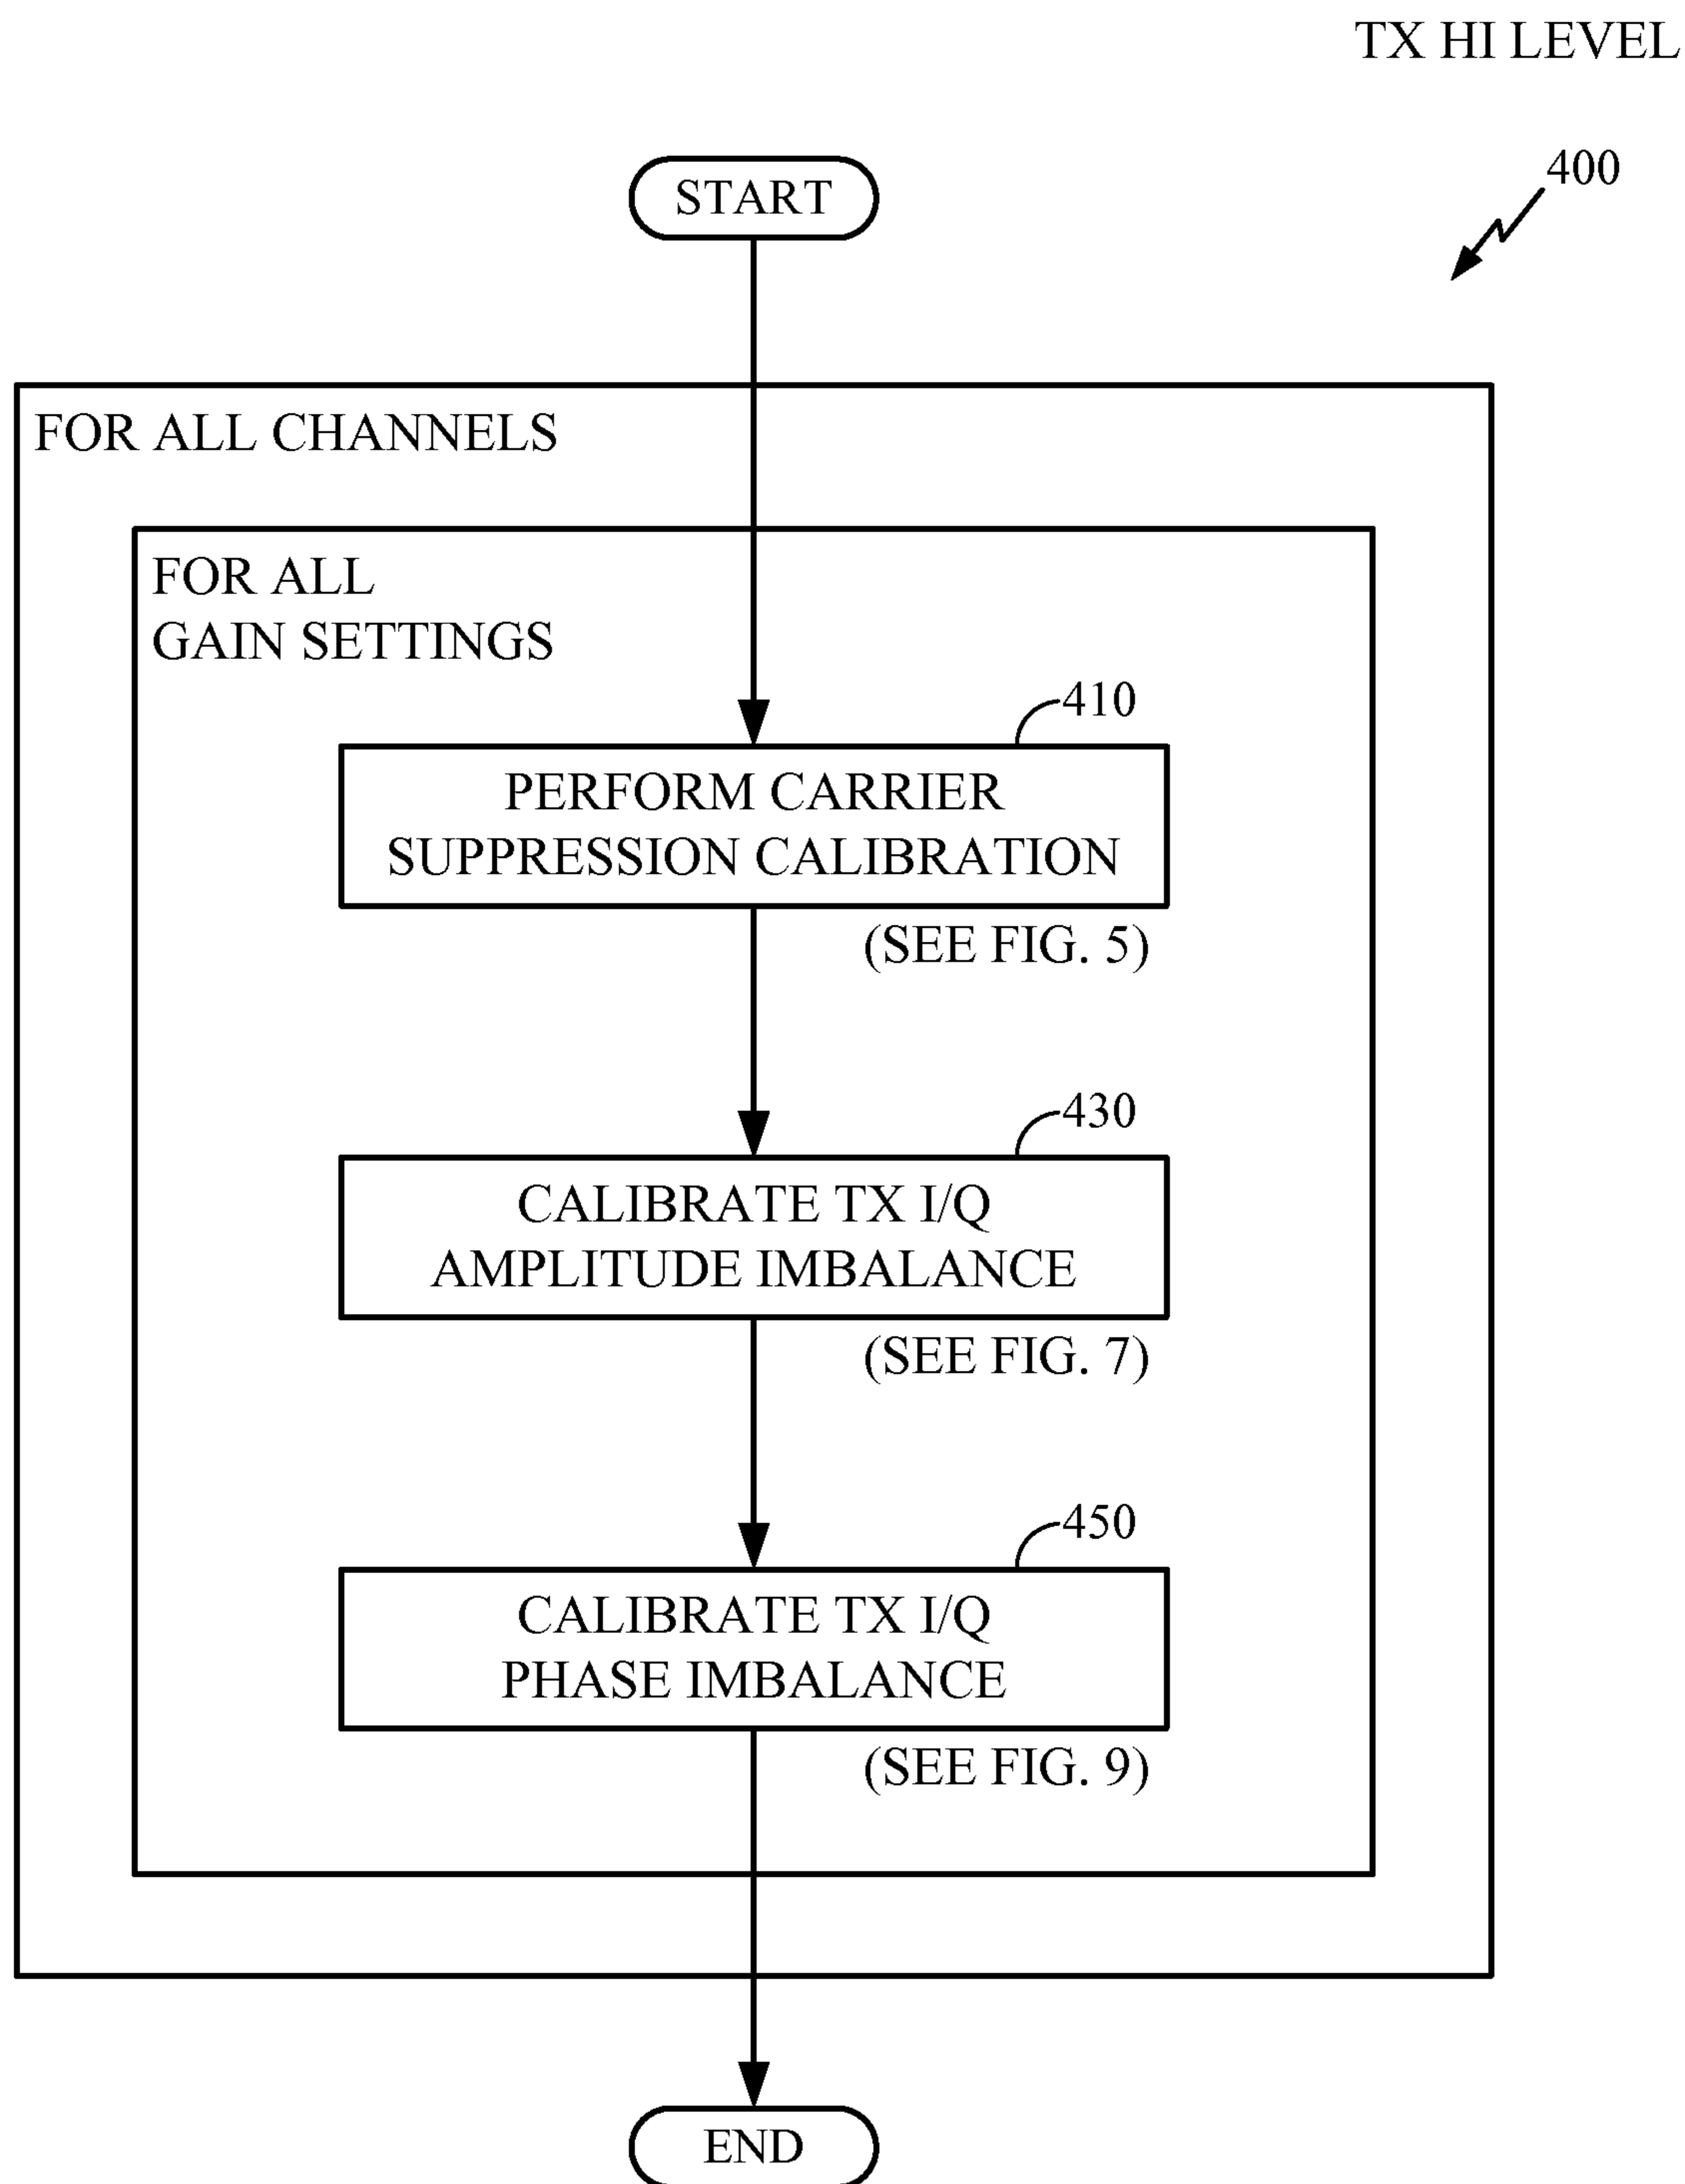 TX HI LEVEL
400
START
FOR ALL CHANNELS
FOR ALL
GAIN SETTINGS
410
PERFORM CARRIER
SUPPRESSION CALIBRATION
(SEE FIG. 5)
430
CALIBRATE TX I/Q
AMPLITUDE IMBALANCE
(SEE FIG. 7)
450
CALIBRATE TX I/Q
PHASE IMBALANCE
(SEE FIG. 9)
END